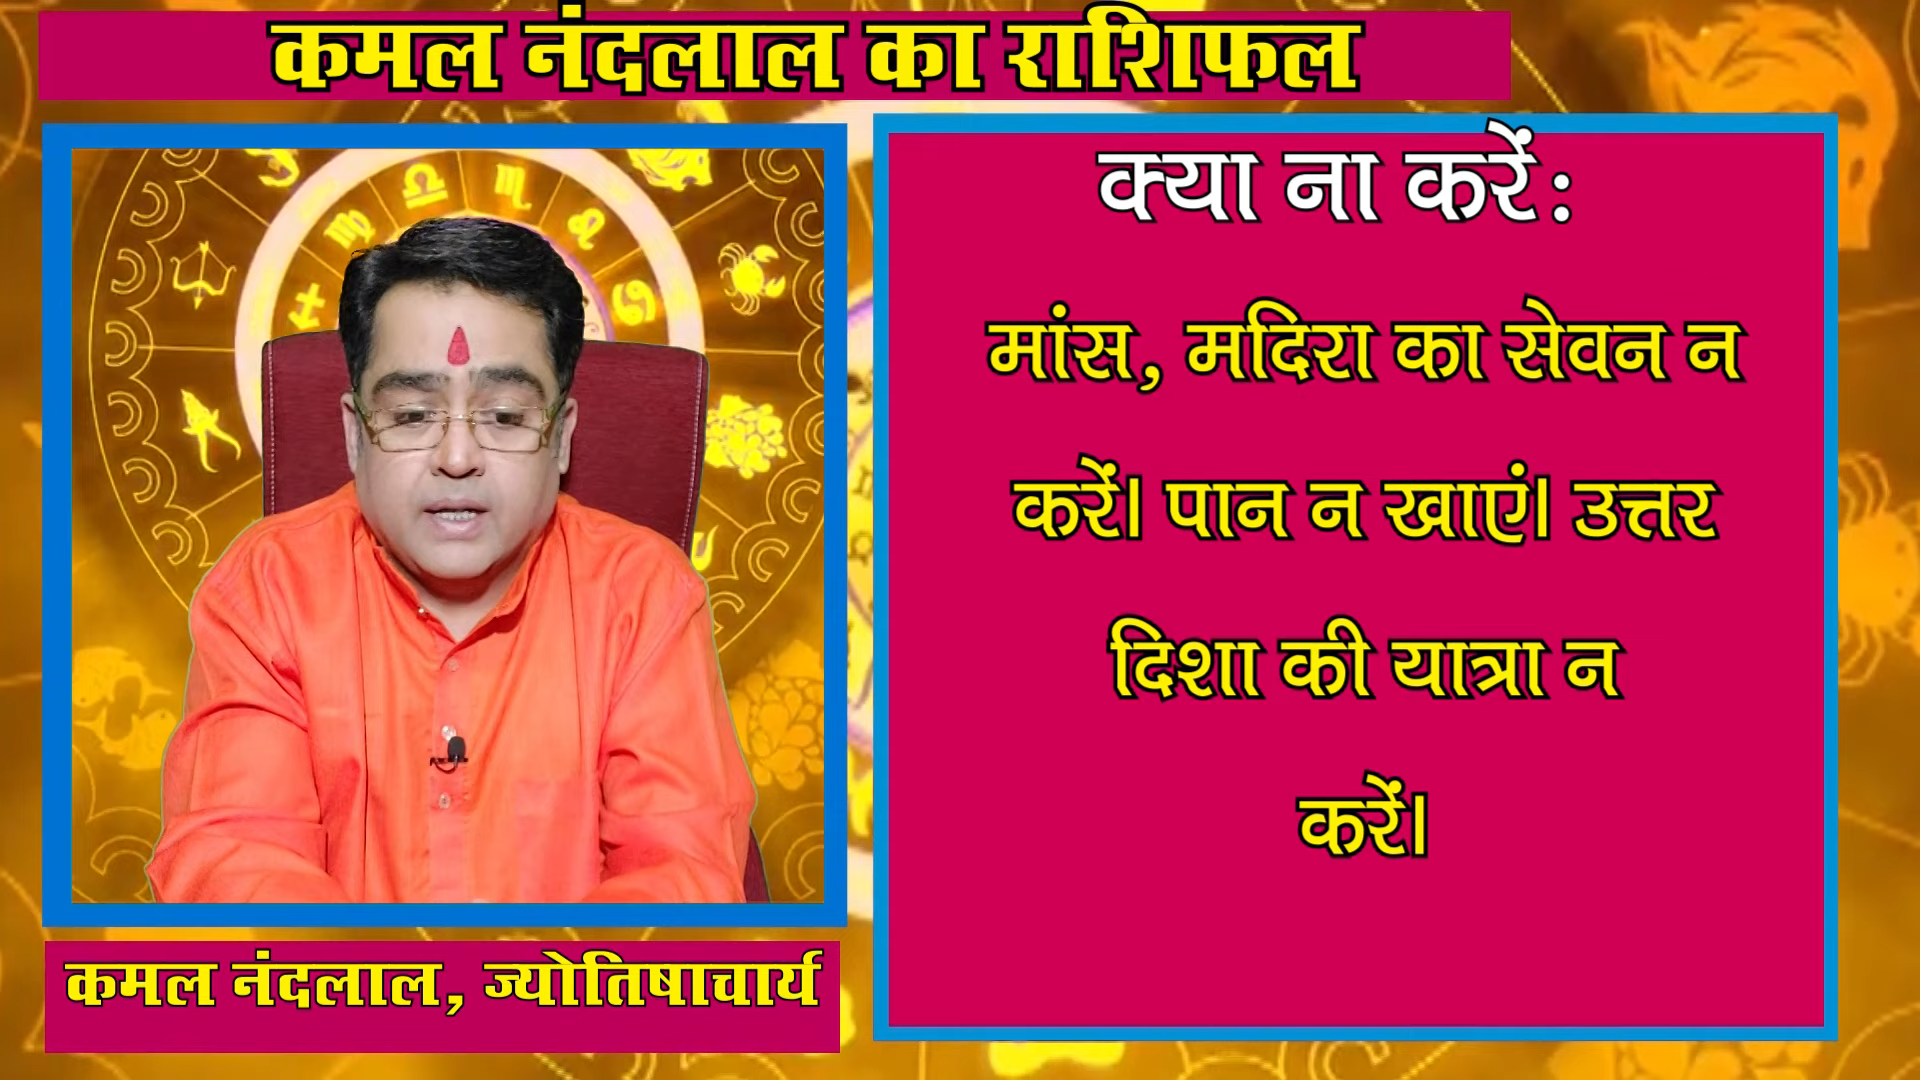 कमल नंदलाल का राशिफल
क्या ना करें:
मांस, मदिरा का सेवन न
करें। पान न खाएं। उत्तर
दिशा की यात्रा न
करें।
कमल नंदलाल, ज्योतिषाचार्य